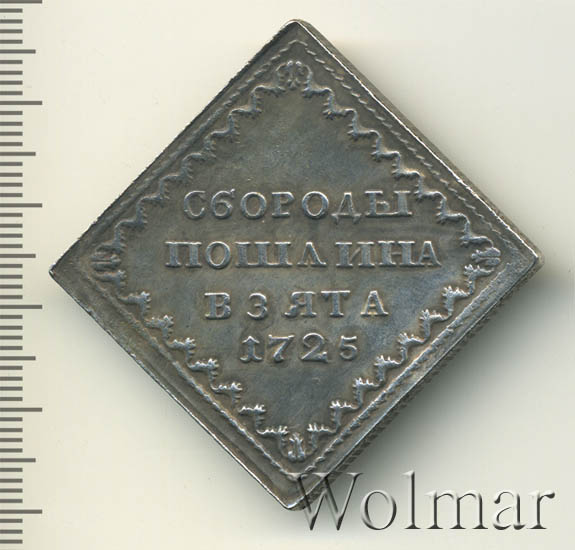 СБОРОДЫ
ПОШЛИНА
ВЗЯТА
1725
Wolmar